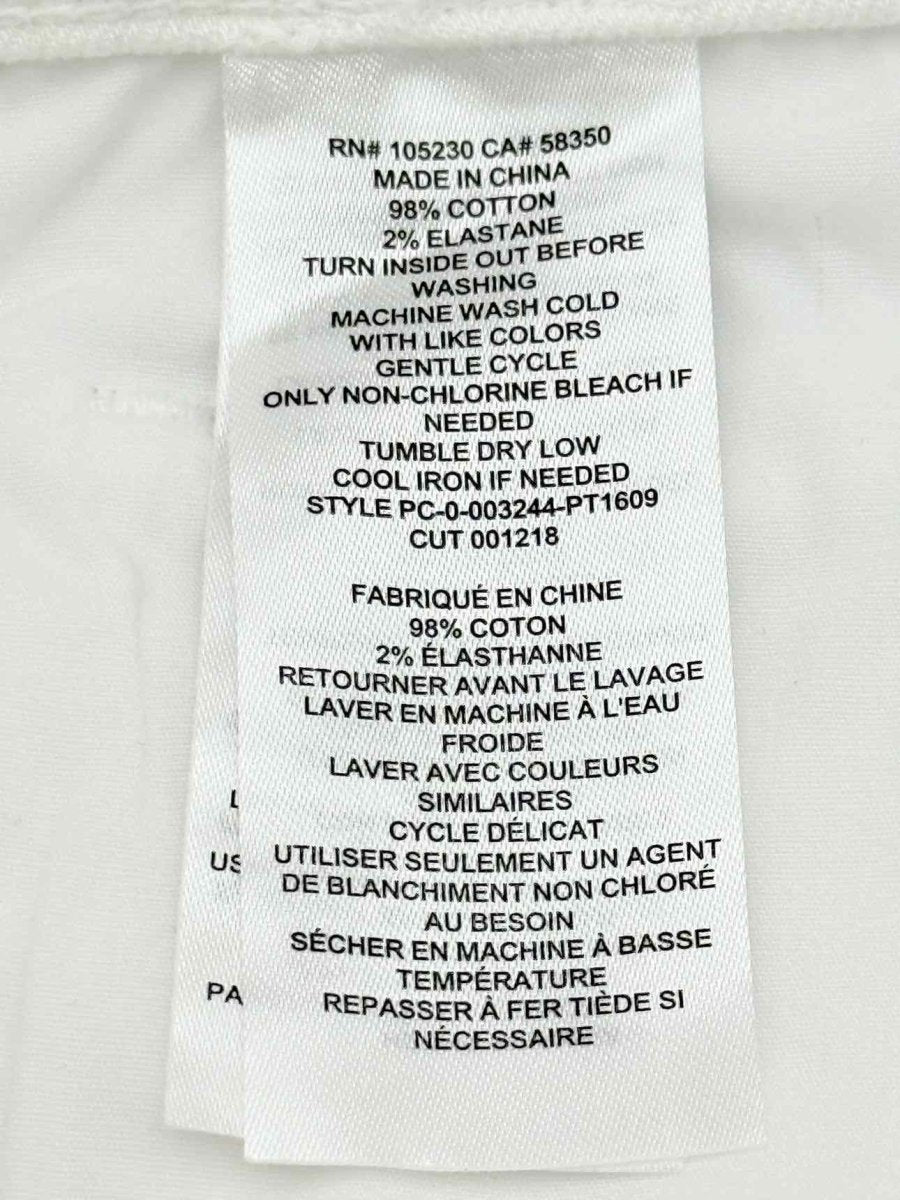 RN# 105230 CA# 58350
MADE IN CHINA
98% COTTON
2% ELASTANE
TURN INSIDE OUT BEFORE
WASHING
MACHINE WASH COLD
WITH LIKE COLORS
GENTLE CYCLE
ONLY NON-CHLORINE BLEACH IF
NEEDED
TUMBLE DRY LOW
COOL IRON IF NEEDED
STYLE PC-0-003244-PT1609
CUT 001218
FABRIQUÉ EN CHINE
98% COTON
2% ÉLASTHANNE
RETOURNER AVANT LE LAVAGE
LAVER EN MACHINE À L'EAU
FROIDE
LAVER AVEC COULEURS
SIMILAIRES
CYCLE DÉLICAT
UTILISER SEULEMENT UN AGENT
DE BLANCHIMENT NON CHLORÉ
AU BESOIN
SÉCHER EN MACHINE À BASSE
TEMPÉRATURE
REPASSER À FER TIÈDE SI
NÉCESSAIRE